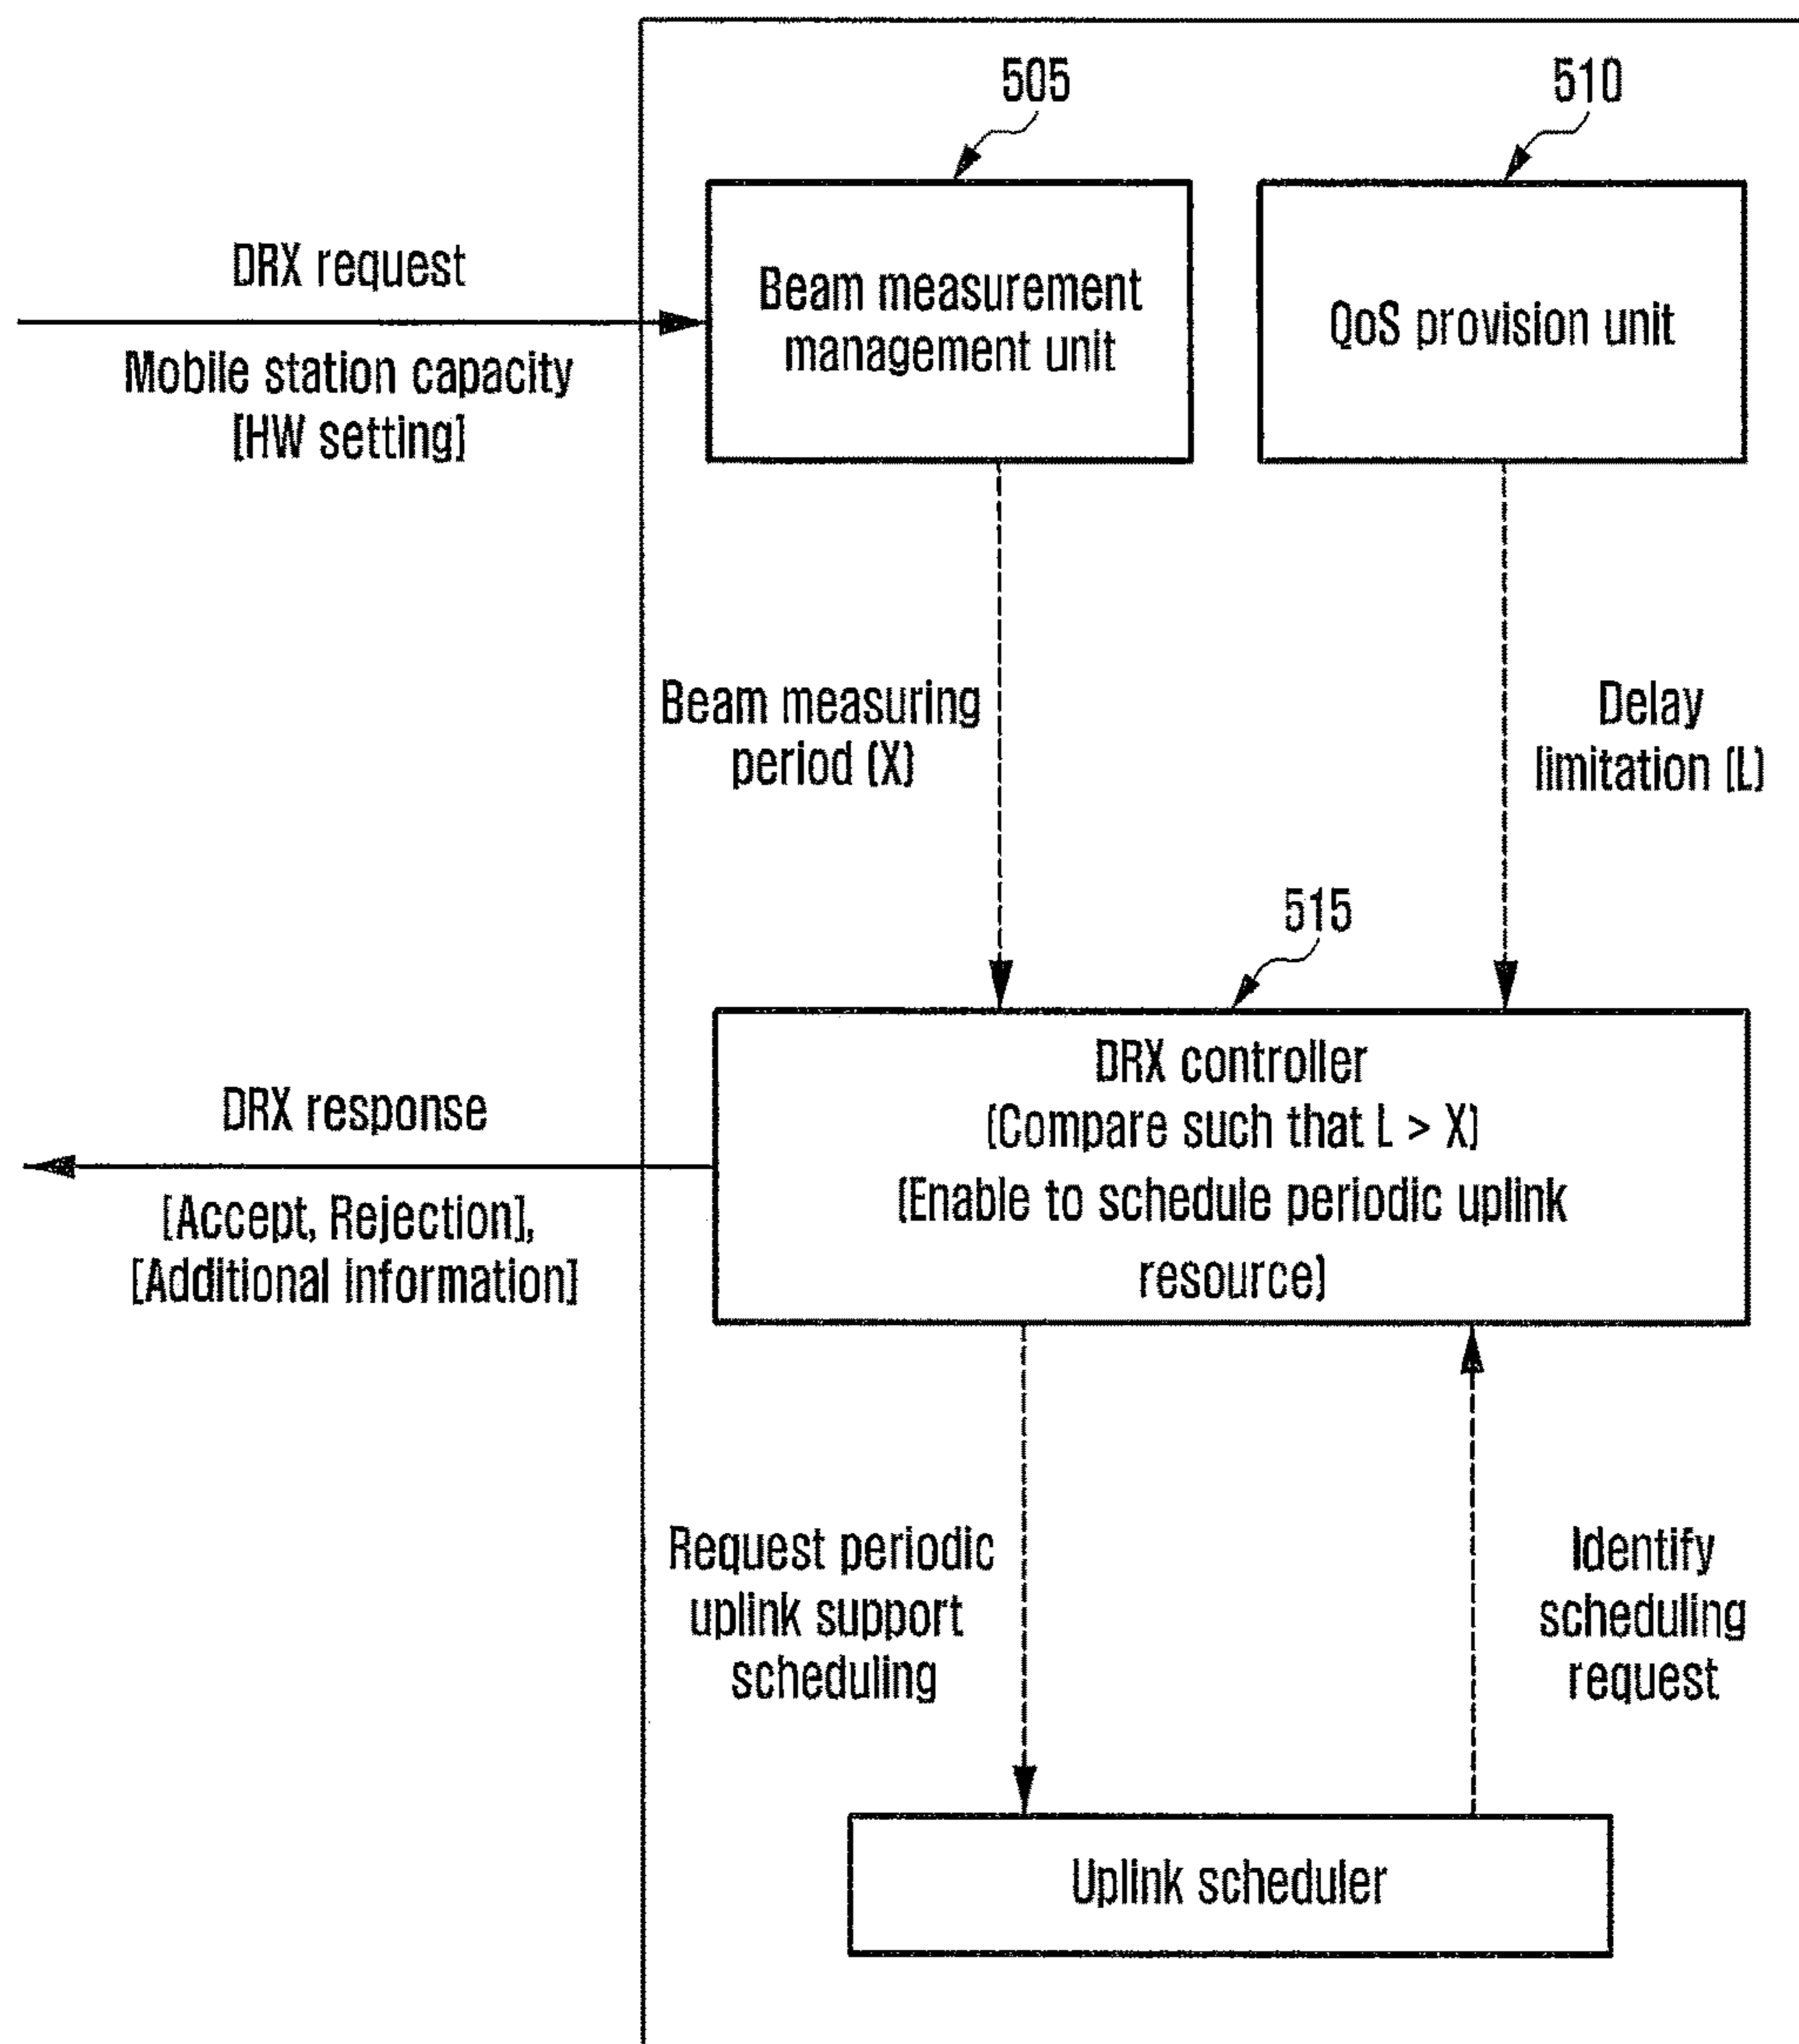 505
510
DRX request
Mobile station capacity
[HW setting]
Beam measurement
management unit
QoS provision unit
Beam measuring
period (X)
Delay
limitation (L)
515
DRX response
[Accept, Rejection],
[Additional information]
DRX controller
(Compare such that L > X)
(Enable to schedule periodic uplink
resource)
Request periodic
uplink support
scheduling
Identify
scheduling
request
Uplink scheduler